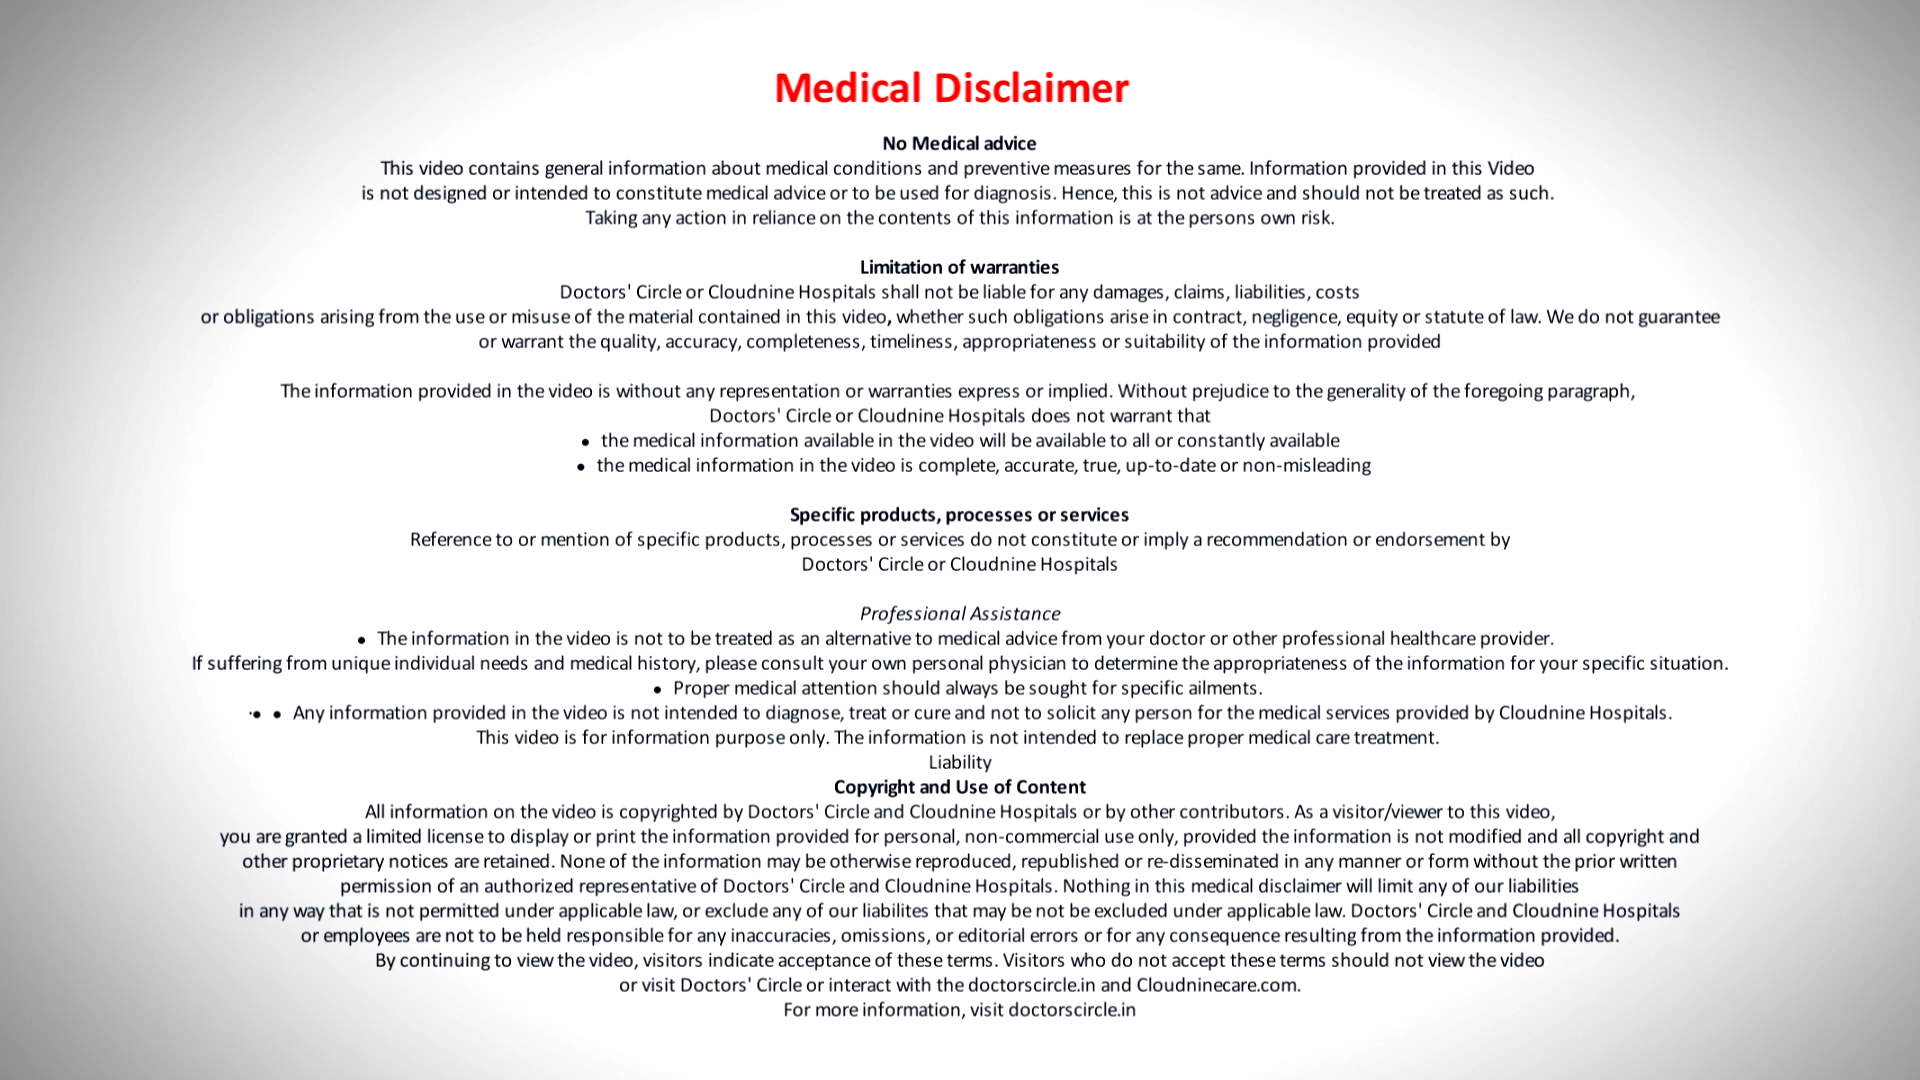 Medical Disclaimer
No Medical advice
This video contains general information about medical conditions and preventive measures for the same. Information provided in this Video
is not designed or intended to constitute medical advice or to be used for diagnosis. Hence, this is not advice and should not be treated as such.
Taking any action in reliance on the contents of this information is at the persons own risk.
Limitation of warranties
Doctors' Circle or Cloudnine Hospitals shall not be liable for any damages, claims, liabilities, costs
or obligations arising from the use or misuse of the material contained in this video, whether such obligations arise in contract, negligence, equity or statute of law. We do not guarantee
or warrant the quality, accuracy, completeness, timeliness, appropriateness or suitability of the information provided
The information provided in the video is without any representation or warranties express or implied. Without prejudice to the generality of the foregoing paragraph,
Doctors' Circle or Cloudnine Hospitals does not warrant that
• the medical information available in the video will be available to all or constantly available
• the medical information in the video is complete, accurate, true, up-to-date or non-misleading
Specific products, processes or services
Reference to or mention of specific products, processes or services do not constitute or imply a recommendation or endorsement by
Doctors' Circle or Cloudnine Hospitals
Professional Assistance
• The information in the video is not to be treated as an alternative to medical advice from your doctor or other professional healthcare provider.
If suffering from unique individual needs and medical history, please consult your own personal physician to determine the appropriateness of the information for your specific situation.
• Proper medical attention should always be sought for specific ailments.
·• • Any information provided in the video is not intended to diagnose, treat or cure and not to solicit any person for the medical services provided by Cloudnine Hospitals.
This video is for information purpose only. The information is not intended to replace proper medical care treatment.
Liability
Copyright and Use of Content
All information on the video is copyrighted by Doctors' Circle and Cloudnine Hospitals or by other contributors. As a visitor/viewer to this video,
you are granted a limited license to display or print the information provided for personal, non-commercial use only, provided the information is not modified and all copyright and
other proprietary notices are retained. None of the information may be otherwise reproduced, republished or re-disseminated in any manner or form without the prior written
permission of an authorized representative of Doctors' Circle and Cloudnine Hospitals. Nothing in this medical disclaimer will limit any of our liabilities
in any way that is not permitted under applicable law, or exclude any of our liabilites that may be not be excluded under applicable law. Doctors' Circle and Cloudnine Hospitals
or employees are not to be held responsible for any inaccuracies, omissions, or editorial errors or for any consequence resulting from the information provided.
By continuing to view the video, visitors indicate acceptance of these terms. Visitors who do not accept these terms should not view the video
or visit Doctors' Circle or interact with the doctorscircle.in and Cloudninecare.com.
For more information, visit doctorscircle.in